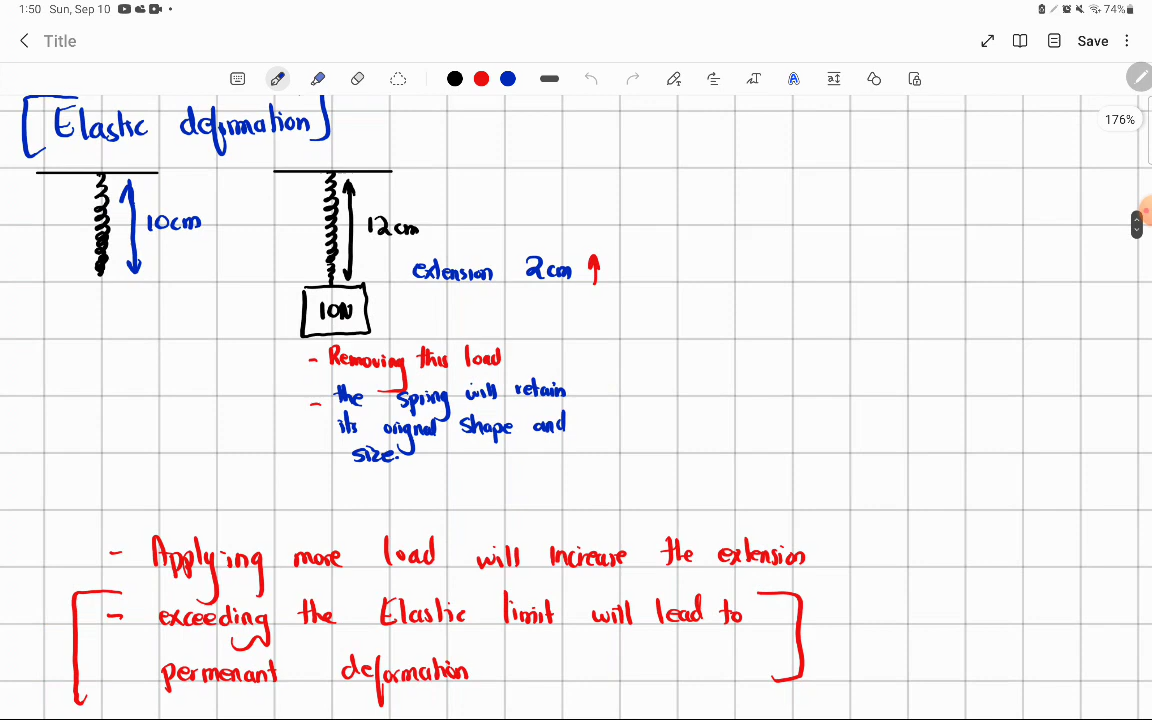 1:50 Sun, Sep 10
74%
Title
Save
176%
[Elastic deformation]
10cm
12cm
extension 2cm ↑
10N
- Removing this load
- the spring will retain
its orignal shape and
size.
- Applying more load will increase the extension
- exceeding the Elastic limit will lead to
permenant deformation